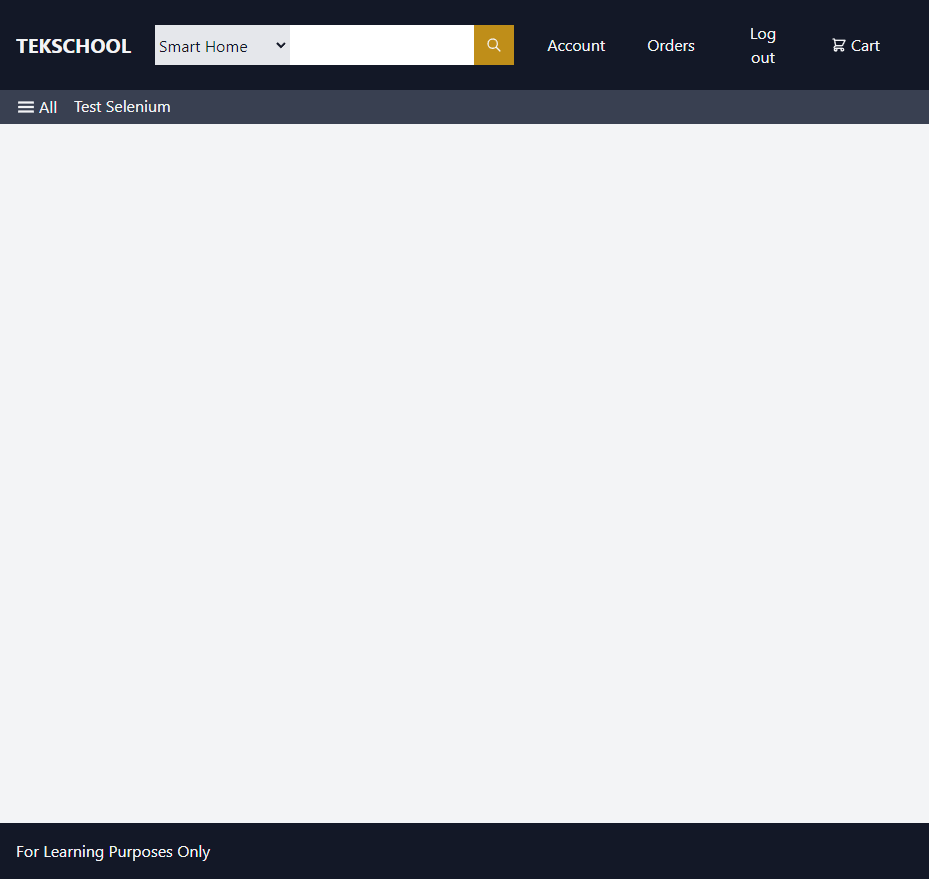 TEKSCHOOL
Smart Home
Account
Orders
Log
out
Cart
All
Test Selenium
For Learning Purposes Only